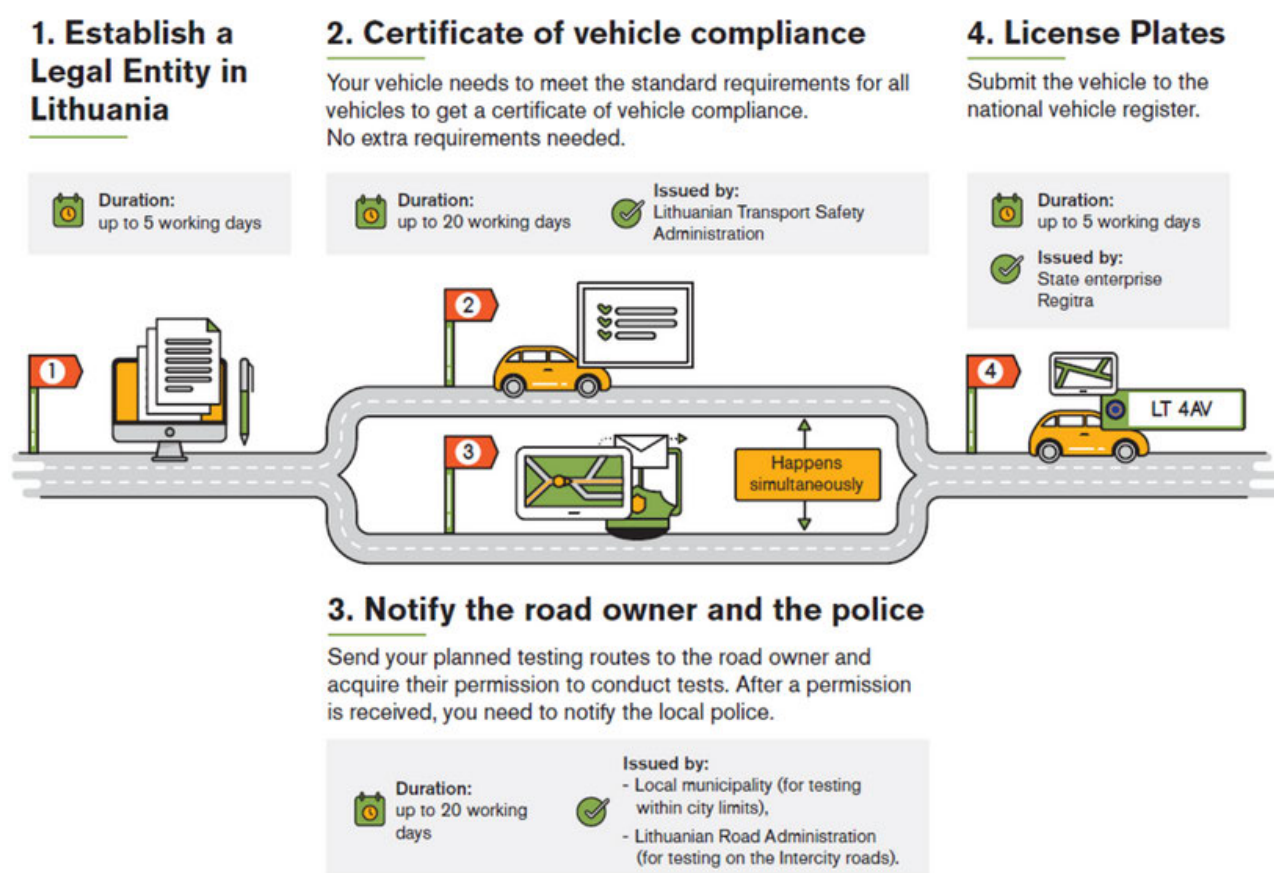 1. Establish a
Legal Entity in
Lithuania
Duration:
up to 5 working days
2. Certificate of vehicle compliance
Your vehicle needs to meet the standard requirements for all
vehicles to get a certificate of vehicle compliance.
No extra requirements needed.
Duration:
up to 20 working days
Issued by:
Lithuanian Transport Safety
Administration
4. License Plates
Submit the vehicle to the
national vehicle register.
Duration:
up to 5 working days
Issued by:
State enterprise
Regitra
1
2
3
Happens
simultaneously
4
LT 4AV
3. Notify the road owner and the police
Send your planned testing routes to the road owner and
acquire their permission to conduct tests. After a permission
is received, you need to notify the local police.
Duration:
up to 20 working
days
Issued by:
- Local municipality (for testing
within city limits),
- Lithuanian Road Administration
(for testing on the Intercity roads).